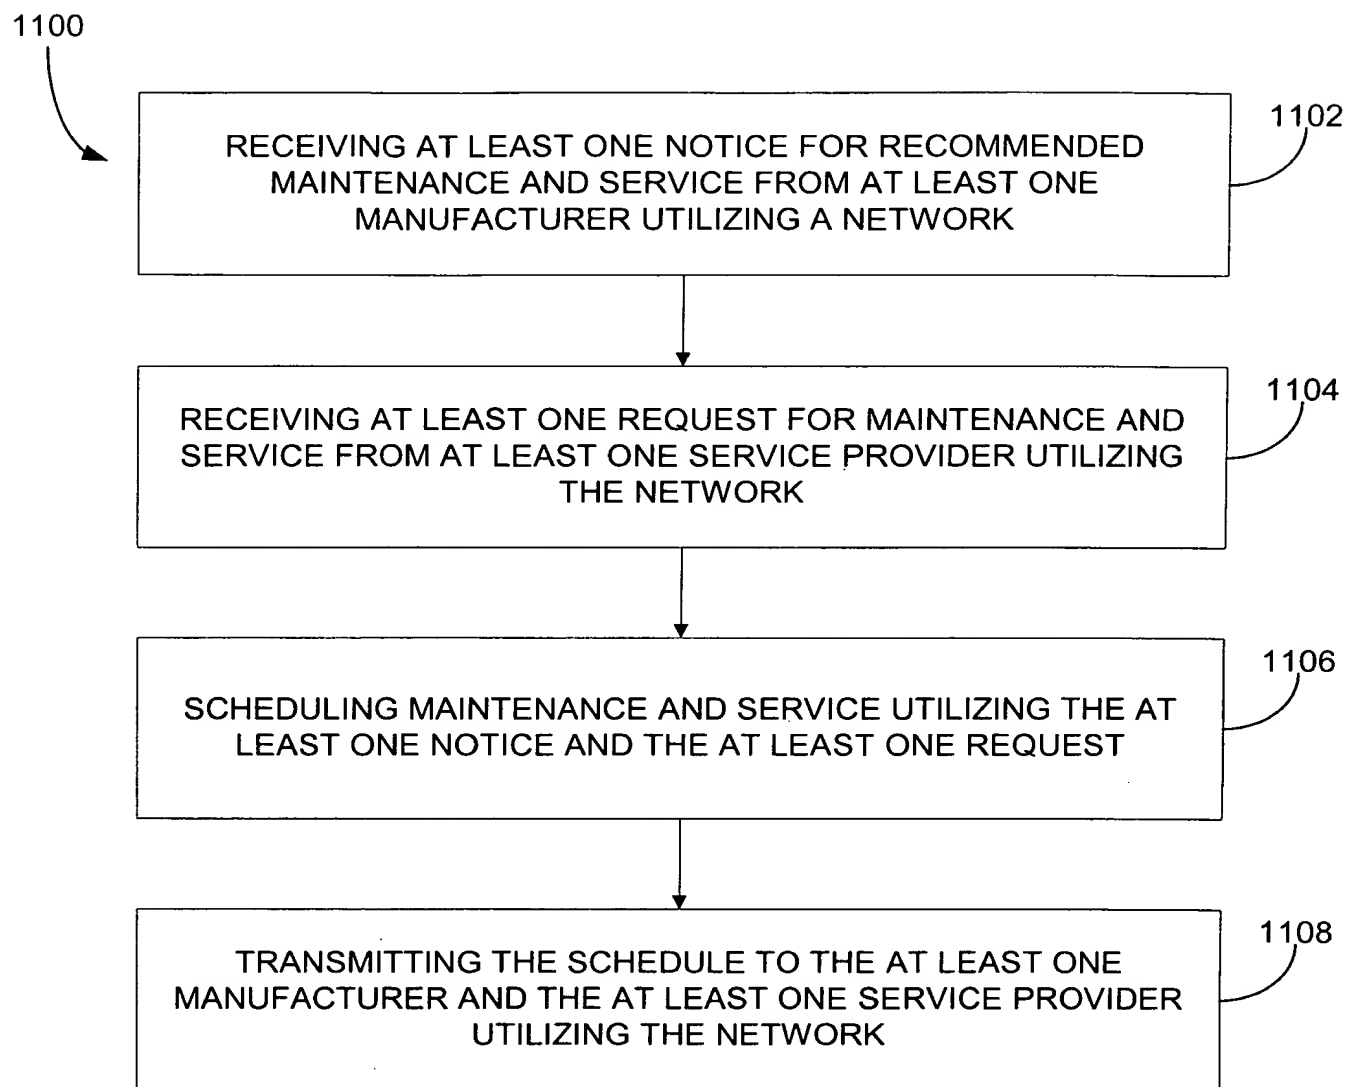 1100
1102
RECEIVING AT LEAST ONE NOTICE FOR RECOMMENDED
MAINTENANCE AND SERVICE FROM AT LEAST ONE
MANUFACTURER UTILIZING A NETWORK
1104
RECEIVING AT LEAST ONE REQUEST FOR MAINTENANCE AND
SERVICE FROM AT LEAST ONE SERVICE PROVIDER UTILIZING
THE NETWORK
1106
SCHEDULING MAINTENANCE AND SERVICE UTILIZING THE AT
LEAST ONE NOTICE AND THE AT LEAST ONE REQUEST
1108
TRANSMITTING THE SCHEDULE TO THE AT LEAST ONE
MANUFACTURER AND THE AT LEAST ONE SERVICE PROVIDER
UTILIZING THE NETWORK